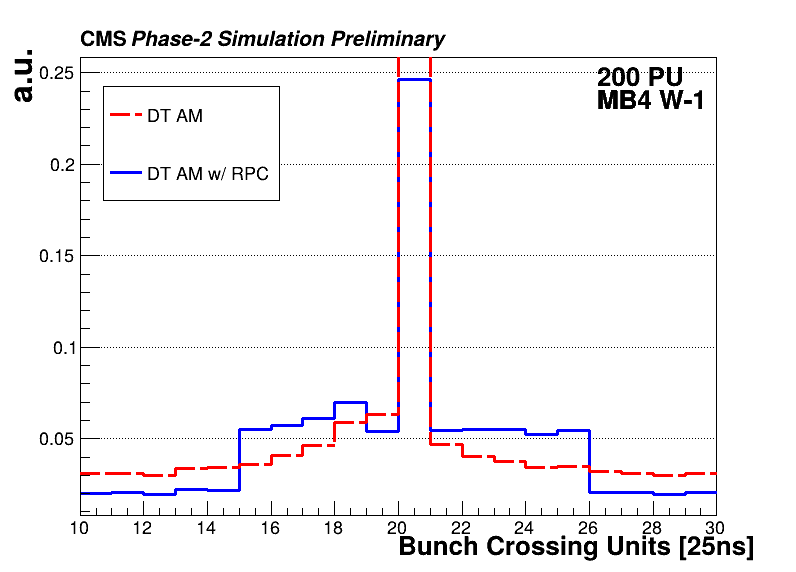 CMS Phase-2 Simulation Preliminary
a.u.
200 PU
MB4 W-1
DT AM
DT AM w/ RPC
0.25
0.2
0.15
0.1
0.05
10 12 14 16 18 20 22 24 26 28 30
Bunch Crossing Units [25ns]